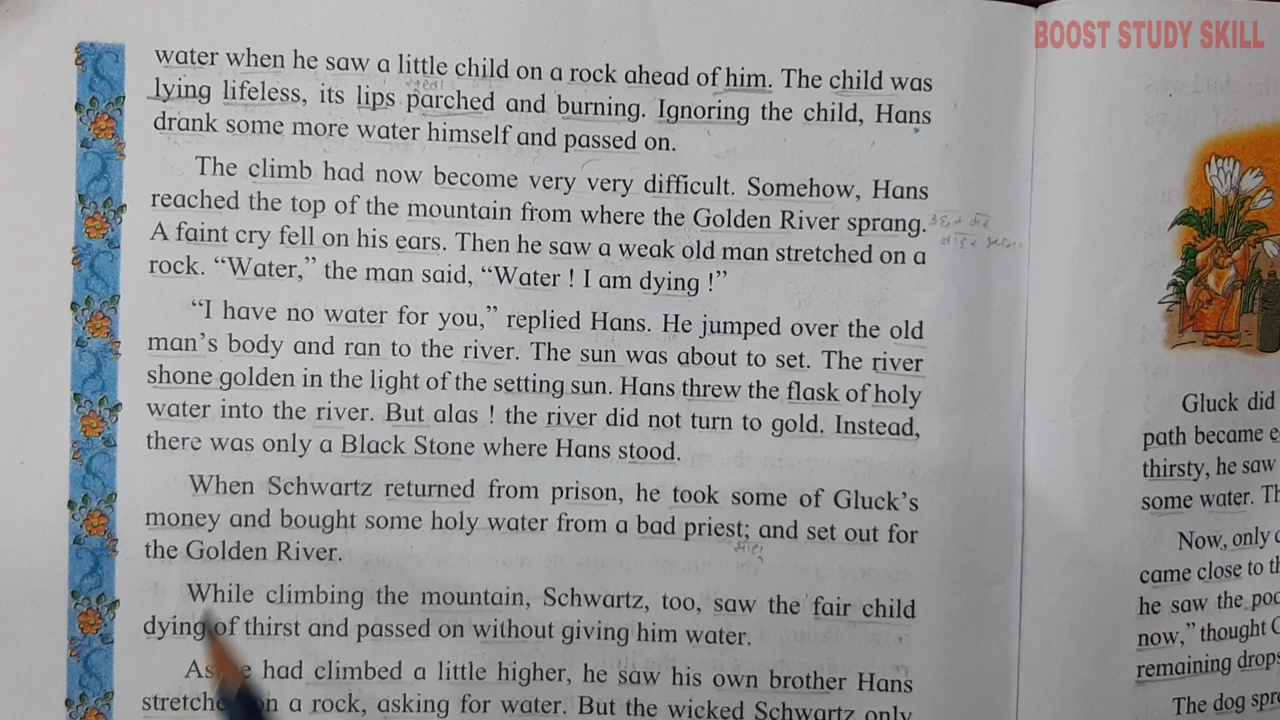 BOOST STUDY SKILL
water when he saw a little child on a rock ahead of him. The child was
lying lifeless, its lips parched and burning. Ignoring the child, Hans
drank some more water himself and passed on.
The climb had now become very very difficult. Somehow, Hans
reached the top of the mountain from where the Golden River sprang.
A faint cry fell on his ears. Then he saw a weak old man stretched on a
rock. “Water,” the man said, “Water ! I am dying !”
“I have no water for you,” replied Hans. He jumped over the old
man’s body and ran to the river. The sun was about to set. The river
shone golden in the light of the setting sun. Hans threw the flask of holy
water into the river. But alas ! the river did not turn to gold. Instead,
there was only a Black Stone where Hans stood.
When Schwartz returned from prison, he took some of Gluck’s
money and bought some holy water from a bad priest; and set out for
the Golden River.
While climbing the mountain, Schwartz, too, saw the fair child
dying of thirst and passed on without giving him water.
As had climbed a little higher, he saw his own brother Hans
a rock, asking for water. But the wicked Schwartz only
Gluck did
path became
thirsty, he saw
some water.
Now, only
came close to
he saw the
now,” thought
remaining drops
The dog